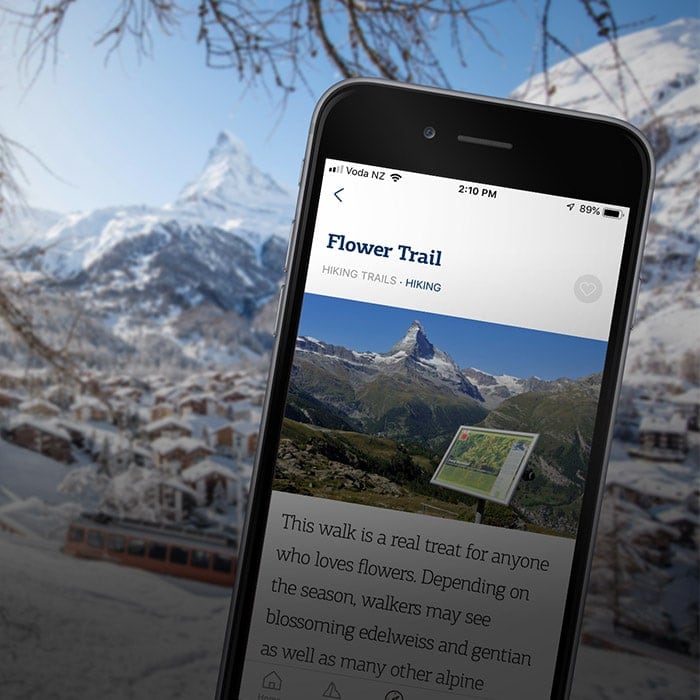 Voda NZ 2:10 PM 89%
Flower Trail
HIKING TRAILS · HIKING
This walk is a real treat for anyone
who loves flowers. Depending on
the season, walkers may see
blossoming edelweiss and gentian
as well as many other alpine
Home